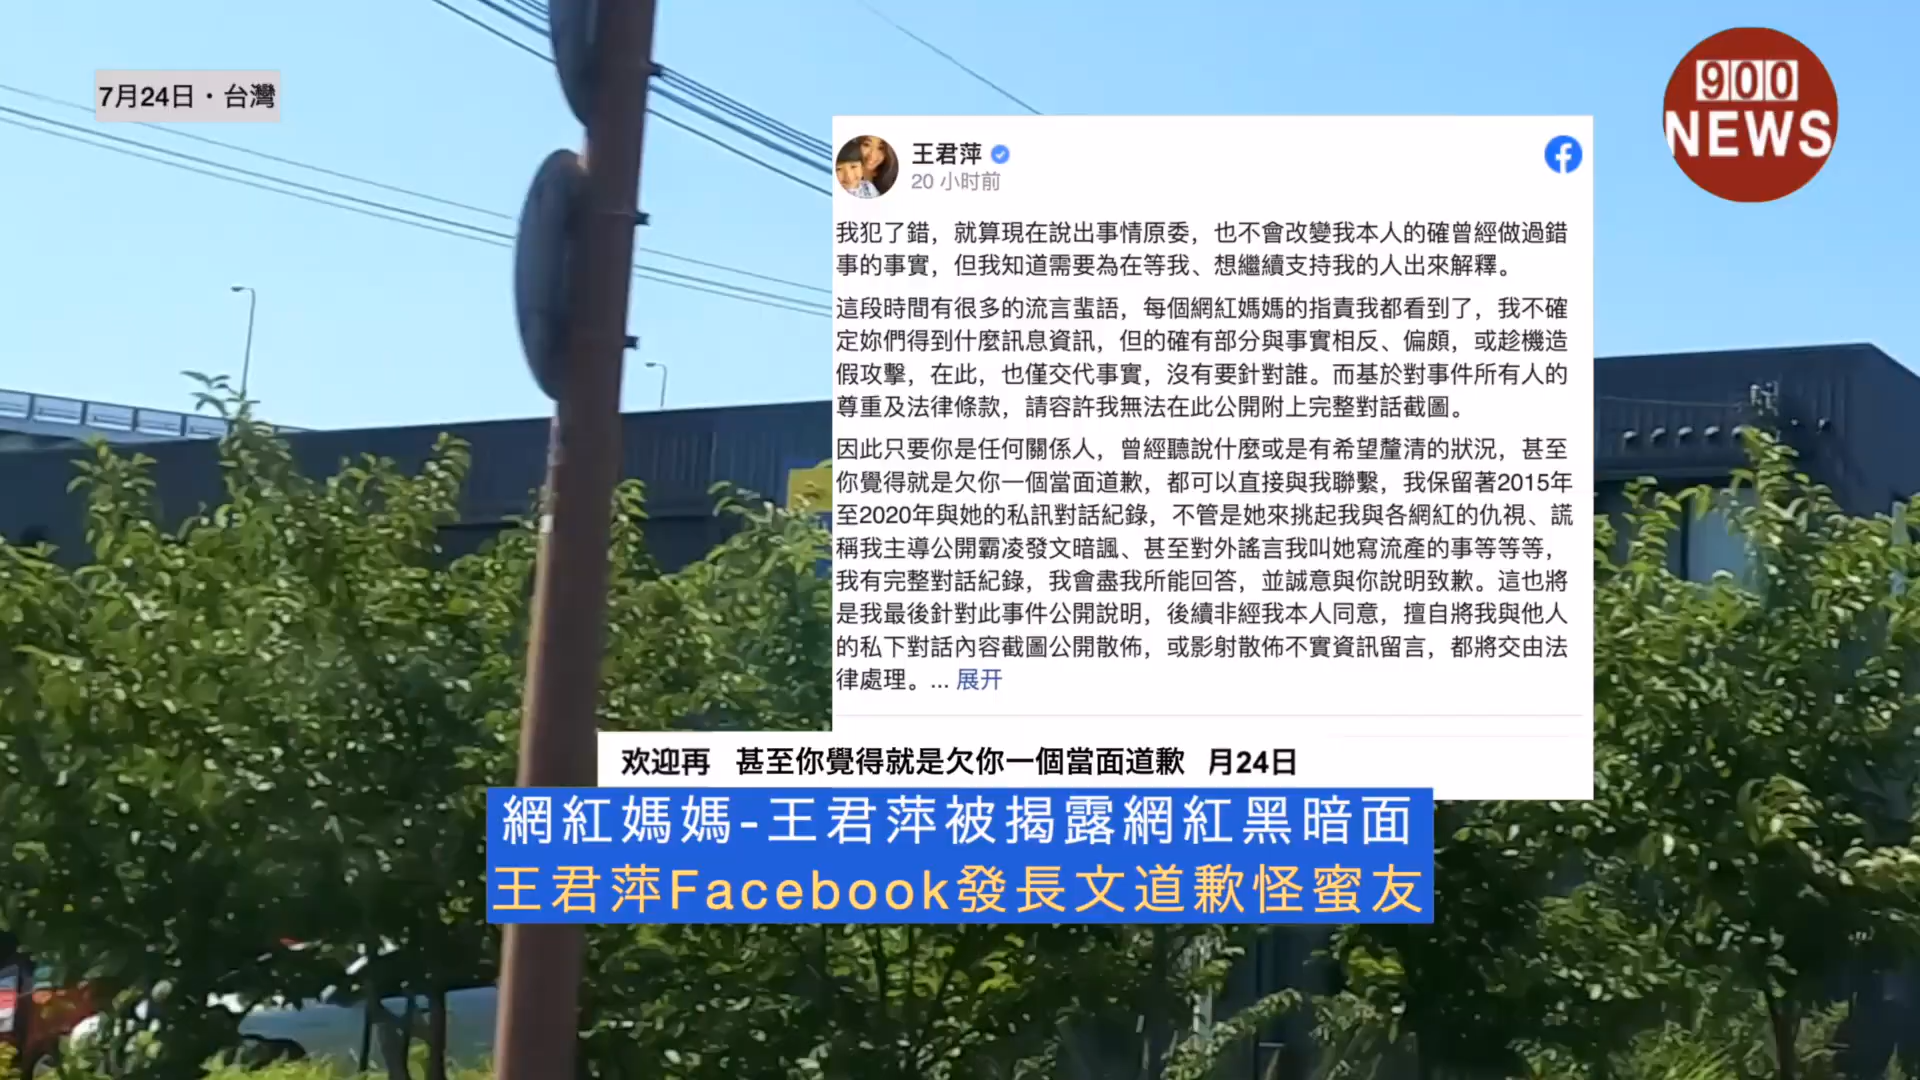 7月24日·台灣
900
NEWS
王君萍
20 小时前
我犯了錯，就算現在說出事情原委，也不會改變我本人的確曾經做過錯
事的事實，但我知道需要為在等我、想繼續支持我的人出來解釋。
這段時間有很多的流言蜚語，每個網紅媽媽的指責我都看到了，我不確
定妳們得到什麼訊息資訊，但的確有部分與事實相反、偏頗，或趁機造
假攻擊，在此，也僅交代事實，沒有要針對誰。而基於對事件所有人的
尊重及法律條款，請容許我無法在此公開附上完整對話截圖。
因此只要你是任何關係人，曾經聽說什麼或是有希望釐清的狀況，甚至
你覺得就是欠你一個當面道歉，都可以直接與我聯繫，我保留著2015年
至2020年與她的私訊對話紀錄，不管是她來挑起我與各網紅的仇視、謊
稱我主導公開霸凌發文暗諷、甚至對外謠言我叫她寫流產的事等等等，
我有完整對話紀錄，我會盡我所能回答，並誠意與你說明致歉。這也將
是我最後針對此事件公開說明，後續非經我本人同意，擅自將我與他人
的私下對話內容截圖公開散佈，或影射散佈不實資訊留言，都將交由法
律處理。... 展开
欢迎再 甚至你覺得就是欠你一個當面道歉 月24日
網紅媽媽-王君萍被揭露網紅黑暗面
王君萍Facebook發長文道歉怪蜜友